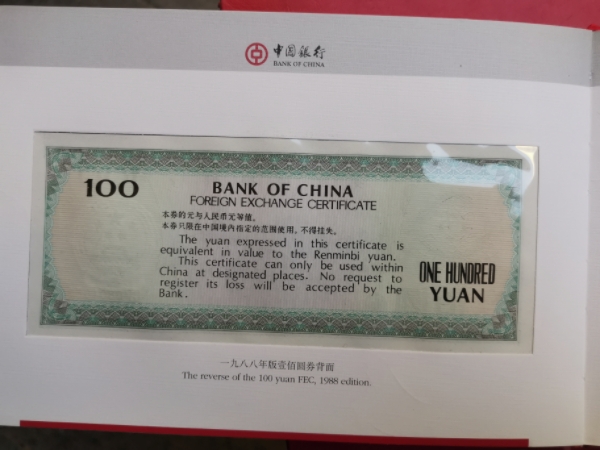 中国银行
BANK OF CHINA
100
BANK OF CHINA
FOREIGN EXCHANGE CERTIFICATE
本券的元与人民币元等值。
本券只限在中国境内指定的范围使用，不得挂失。
The yuan expressed in this certificate is
equivalent in value to the Renminbi yuan.
This certificate can only be used within
China at designated places. No request to
register its loss will be accepted by the
Bank.
ONE HUNDRED
YUAN
一九八八年版壹佰圆券背面
The reverse of the 100 yuan FEC, 1988 edition.